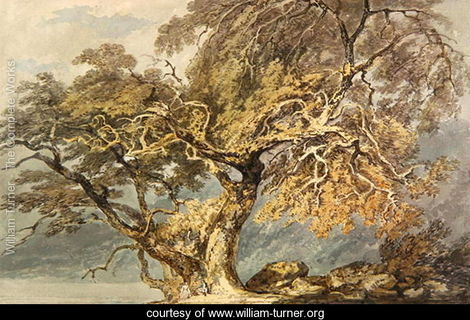 William Turner - The Complete Works
courtesy of www.william-turner.org